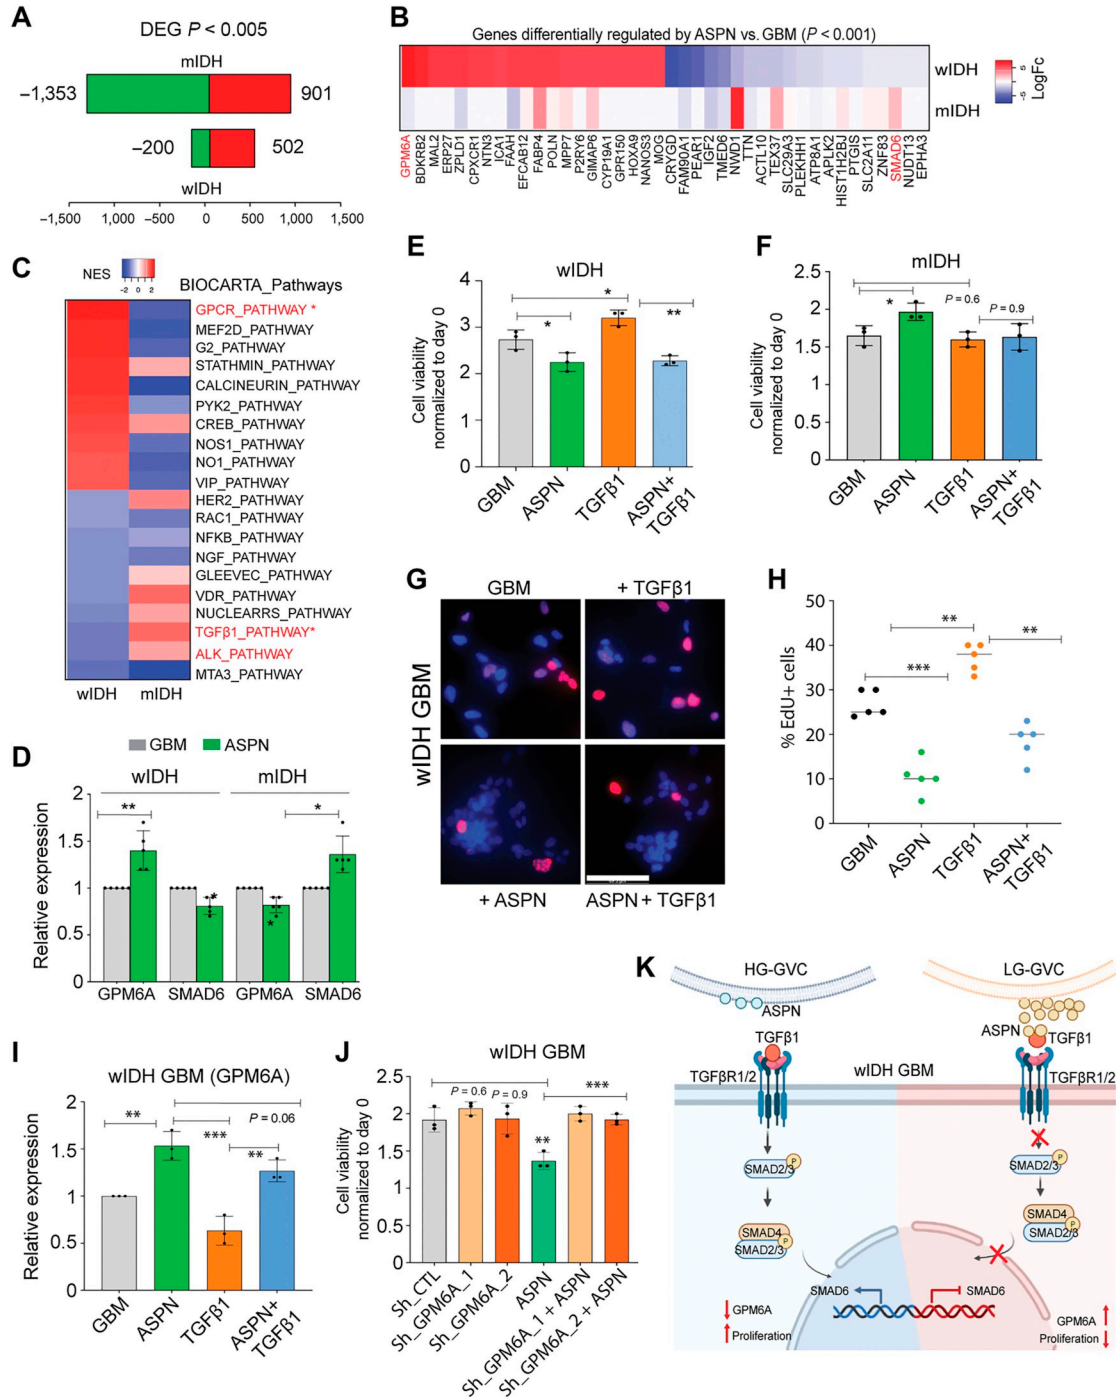 A
DEG P < 0.005
mIDH
−1,353
901
−200
502
wIDH
−1,500
−1,000
−500
0
500
1,000
1,500
B
Genes differentially regulated by ASPN vs. GBM (P < 0.001)
wIDH
mIDH
5
0
−5
LogFc
GPM6A
BDKRB2
MAL2
ERP27
ZPLD1
CPXCR1
NTN3
ICA1
FAAH
EFCAB12
FABP4
POLN
MPP7
P2RY6
GIMAP6
CYP19A1
GPR150
HOXA9
NANOS3
MOG
CRYGD
FAM90A1
PEAR1
IGF2
TMED6
NWD1
TTN
ACTL10
TEX37
SLC29A3
PLEKHH1
ATP8A1
APLK2
HIST1H2BJ
PTGIS
SLC2A11
ZNF83
SMAD6
NUDT13
EPHA3
C
NES
−2 0 2
BIOCARTA_Pathways
GPCR_PATHWAY *
MEF2D_PATHWAY
G2_PATHWAY
STATHMIN_PATHWAY
CALCINEURIN_PATHWAY
PYK2_PATHWAY
CREB_PATHWAY
NOS1_PATHWAY
NO1_PATHWAY
VIP_PATHWAY
HER2_PATHWAY
RAC1_PATHWAY
NFKB_PATHWAY
NGF_PATHWAY
GLEEVEC_PATHWAY
VDR_PATHWAY
NUCLEARRS_PATHWAY
TGFβ1_PATHWAY*
ALK_PATHWAY
MTA3_PATHWAY
wIDH
mIDH
D
GBM
ASPN
wIDH
mIDH
Relative expression
2
1.5
1
0.5
0
**
*
*
*
GPM6A
SMAD6
GPM6A
SMAD6
E
wIDH
Cell viability
normalized to day 0
4
3
2
1
0
*
*
**
GBM
ASPN
TGFβ1
ASPN+
TGFβ1
F
mIDH
Cell viability
normalized to day 0
2.5
2
1.5
1
0.5
0
*
P = 0.6
P = 0.9
GBM
ASPN
TGFβ1
ASPN+
TGFβ1
G
GBM
+ TGFβ1
wIDH GBM
+ ASPN
ASPN + TGFβ1
H
% EdU+ cells
50
40
30
20
10
0
**
***
**
GBM
ASPN
TGFβ1
ASPN+
TGFβ1
I
wIDH GBM (GPM6A)
Relative expression
2
1.5
1
0.5
0
**
***
P = 0.06
**
GBM
ASPN
TGFβ1
ASPN+
TGFβ1
J
wIDH GBM
Cell viability
normalized to day 0
2.5
2
1.5
1
0.5
0
P = 0.6
P = 0.9
**
***
Sh_CTL
Sh_GPM6A_1
Sh_GPM6A_2
ASPN
Sh_GPM6A_1 + ASPN
Sh_GPM6A_2 + ASPN
K
HG-GVC
LG-GVC
ASPN
TGFβ1
ASPN
TGFβ1
TGFβR1/2
wIDH GBM
TGFβR1/2
P
SMAD2/3
P
SMAD2/3
SMAD4
P
SMAD2/3
SMAD4
P
SMAD2/3
SMAD6
SMAD6
GPM6A
Proliferation
GPM6A
Proliferation